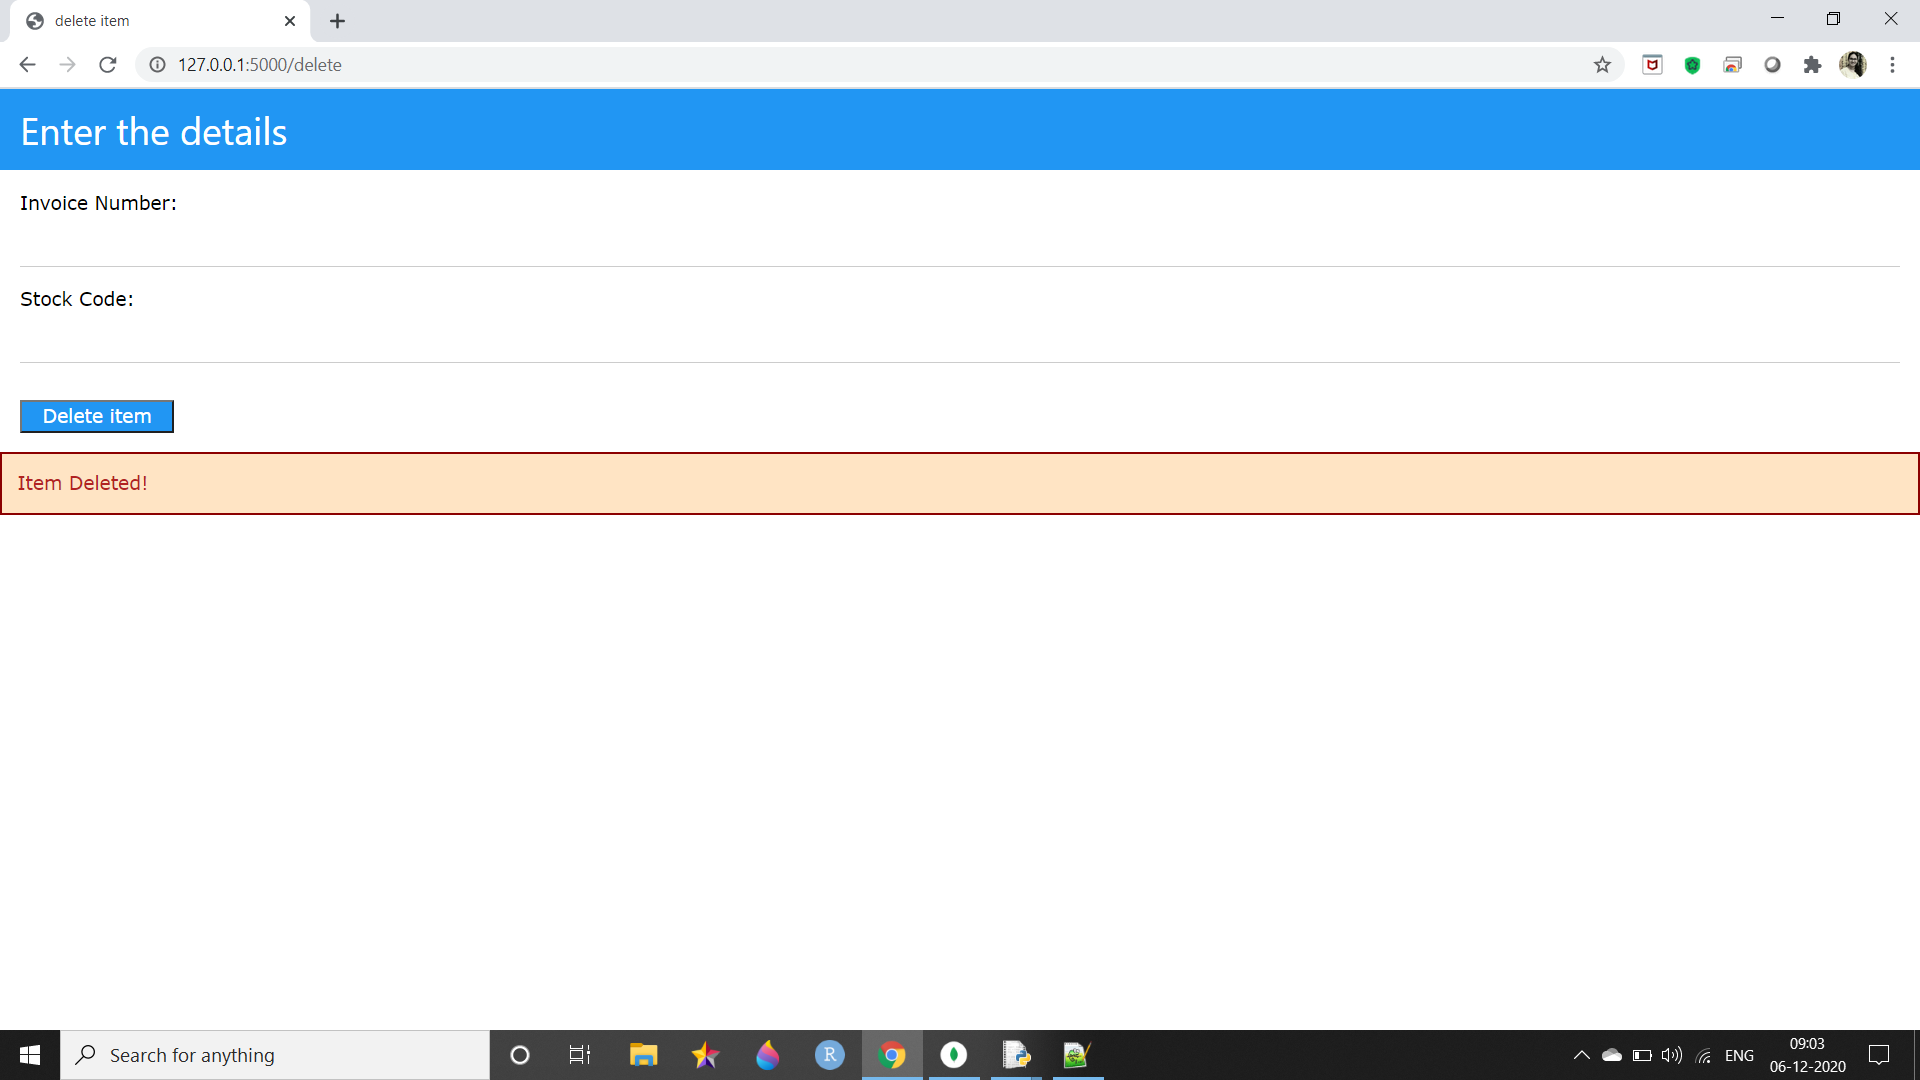 delete item
127.0.0.1:5000/delete
Enter the details
Invoice Number:
Stock Code:
Delete item
Item Deleted!
Search for anything
R
ENG
09:03
06-12-2020